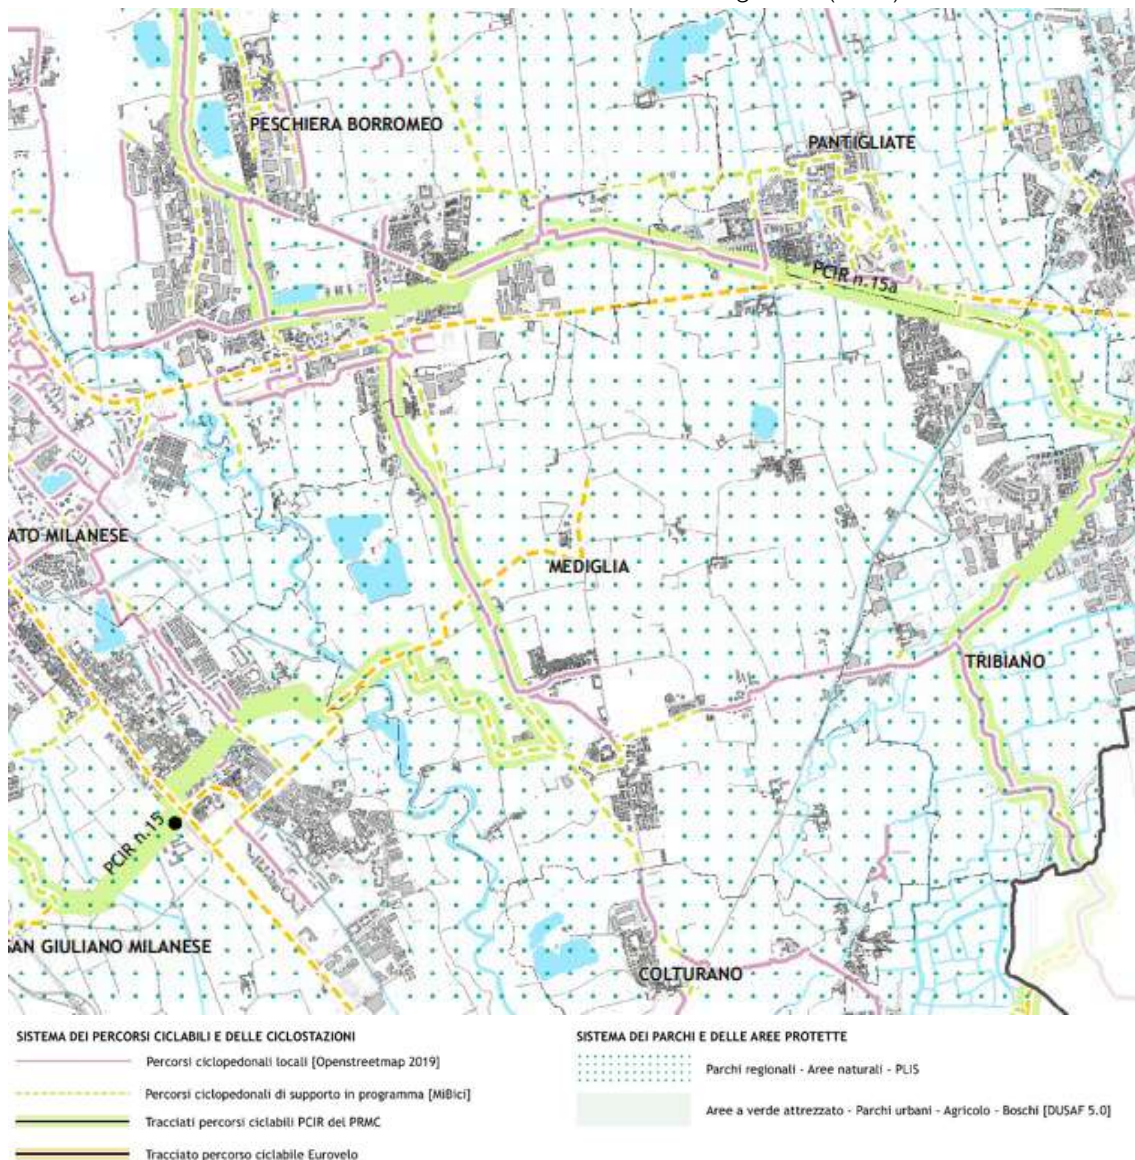 PESCHIERA BORROMEO
PANTIGLIATE
PCIR n.15a
ATO MILANESE
MEDIGLIA
TRIBIANO
PCIR n.15
SAN GIULIANO MILANESE
COLTURANO
SISTEMA DEI PERCORSI CICLABILI E DELLE CICLOSTAZIONI
Percorsi ciclopedonali locali [Openstreetmap 2019]
Percorsi ciclopedonali di supporto in programma [MiBici]
Tracciati percorsi ciclabili PCIR del PRMC
Tracciato percorso ciclabile Eurovelo
SISTEMA DEI PARCHI E DELLE AREE PROTETTE
Parchi regionali - Aree naturali - PLIS
Aree a verde attrezzato - Parchi urbani - Agricolo - Boschi [DUSAF 5.0]